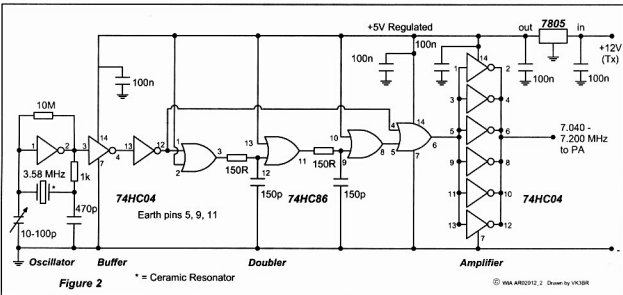 +5V Regulated
out
7805
in
+12V
(Tx)
100n
100n
100n
100n
100n
10M
1
2
3
14
4
7
13
12
1
2
3
150R
13
12
11
150R
10
9
8
4
5
14
6
7
1
14
2
3
4
5
6
9
8
11
10
13
12
7
7.040 -
7.200 MHz
to PA
3.58 MHz
*
1k
470p
10-100p
74HC04
150p
74HC86
150p
74HC04
Earth pins 5, 9, 11
-
Oscillator
Buffer
Doubler
Amplifier
Figure 2
* = Ceramic Resonator
© WIA AR02012_2 Drawn by VK3BR